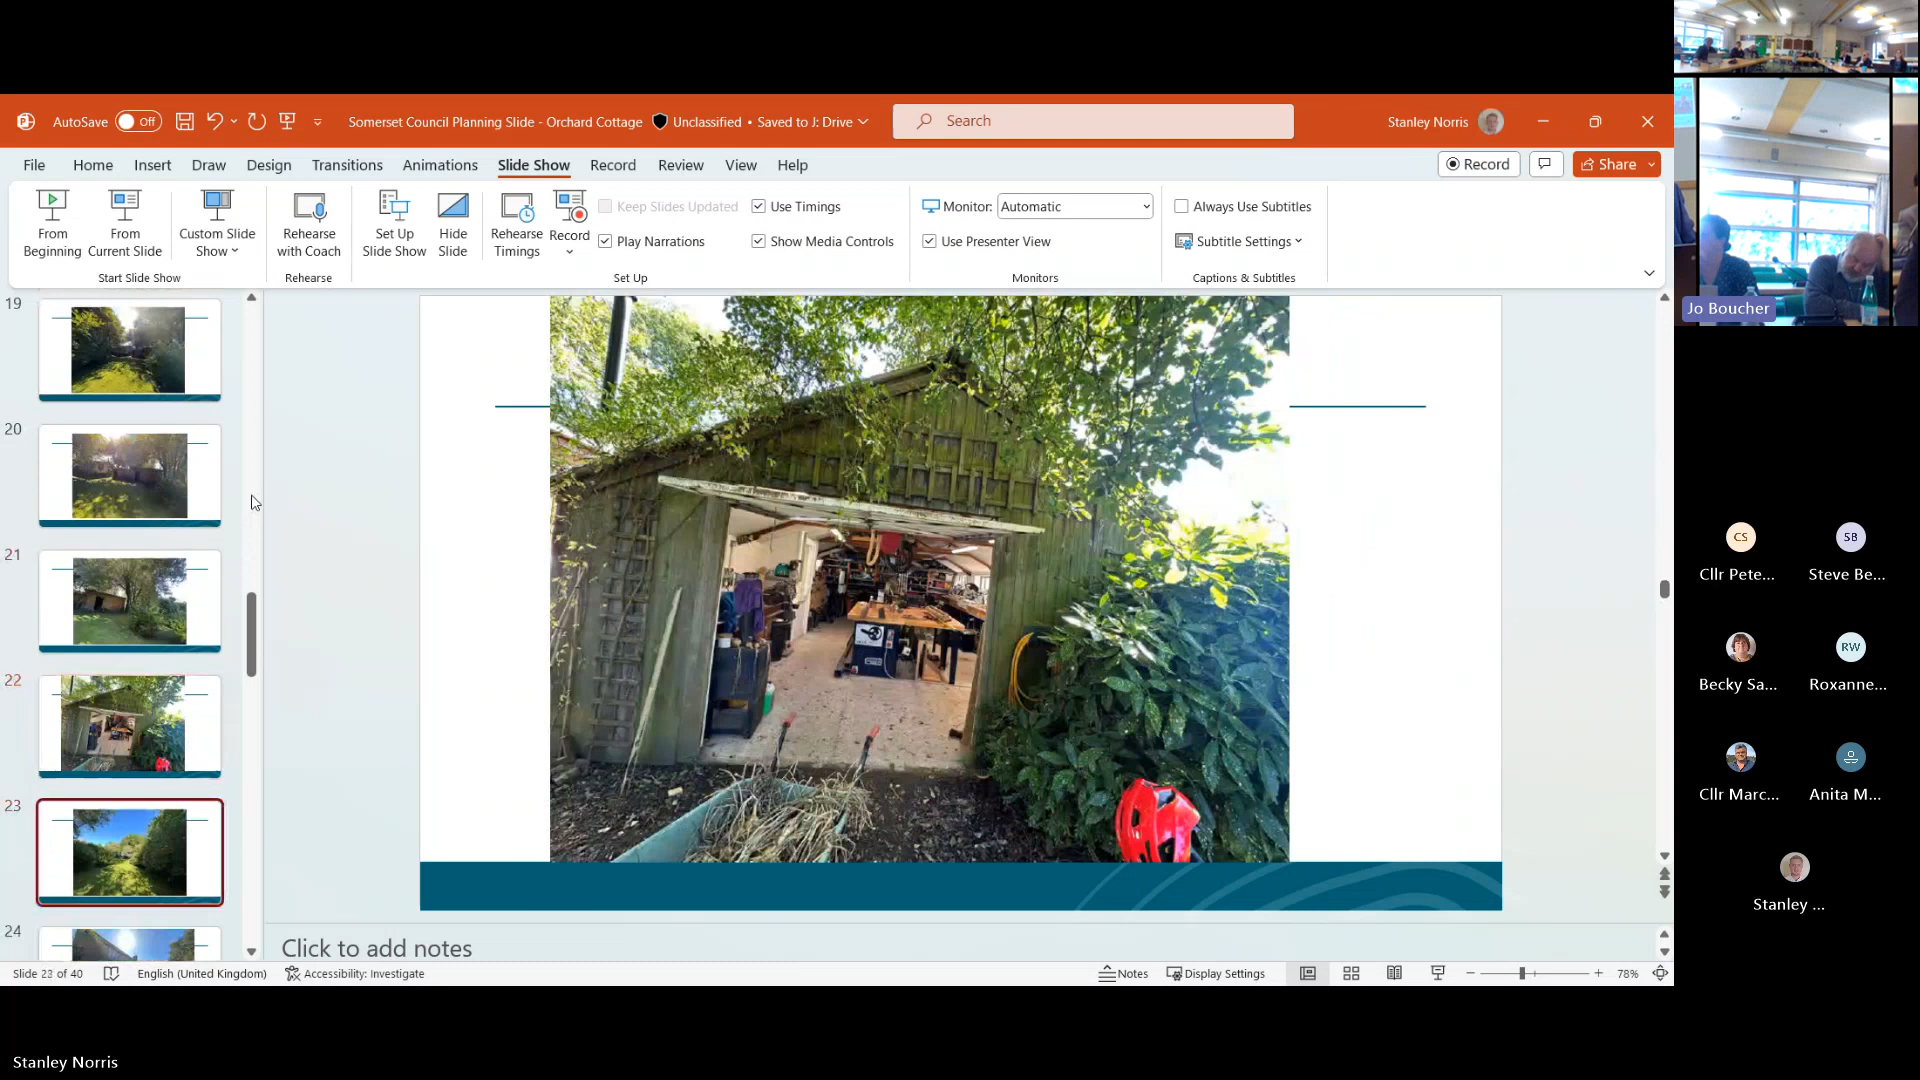 AutoSave Off
Somerset Council Planning Slide - Orchard Cottage Unclassified • Saved to J: Drive
Search
Stanley Norris
File Home Insert Draw Design Transitions Animations Slide Show Record Review View Help
Record
Share
From Beginning
From Current Slide
Custom Slide Show
Start Slide Show
Rehearse with Coach
Rehearse
Set Up Slide Show
Hide Slide
Rehearse Timings
Record
Keep Slides Updated
Use Timings
Play Narrations
Show Media Controls
Set Up
Monitor: Automatic
Use Presenter View
Monitors
Always Use Subtitles
Subtitle Settings
Captions & Subtitles
19
20
21
22
23
24
Click to add notes
Slide 23 of 40 English (United Kingdom) Accessibility: Investigate
Notes Display Settings 78%
Jo Boucher
CS
SB
Cllr Pete... Steve Be...
RW
Becky Sa... Roxanne...
Cllr Marc... Anita M...
Stanley ...
Stanley Norris